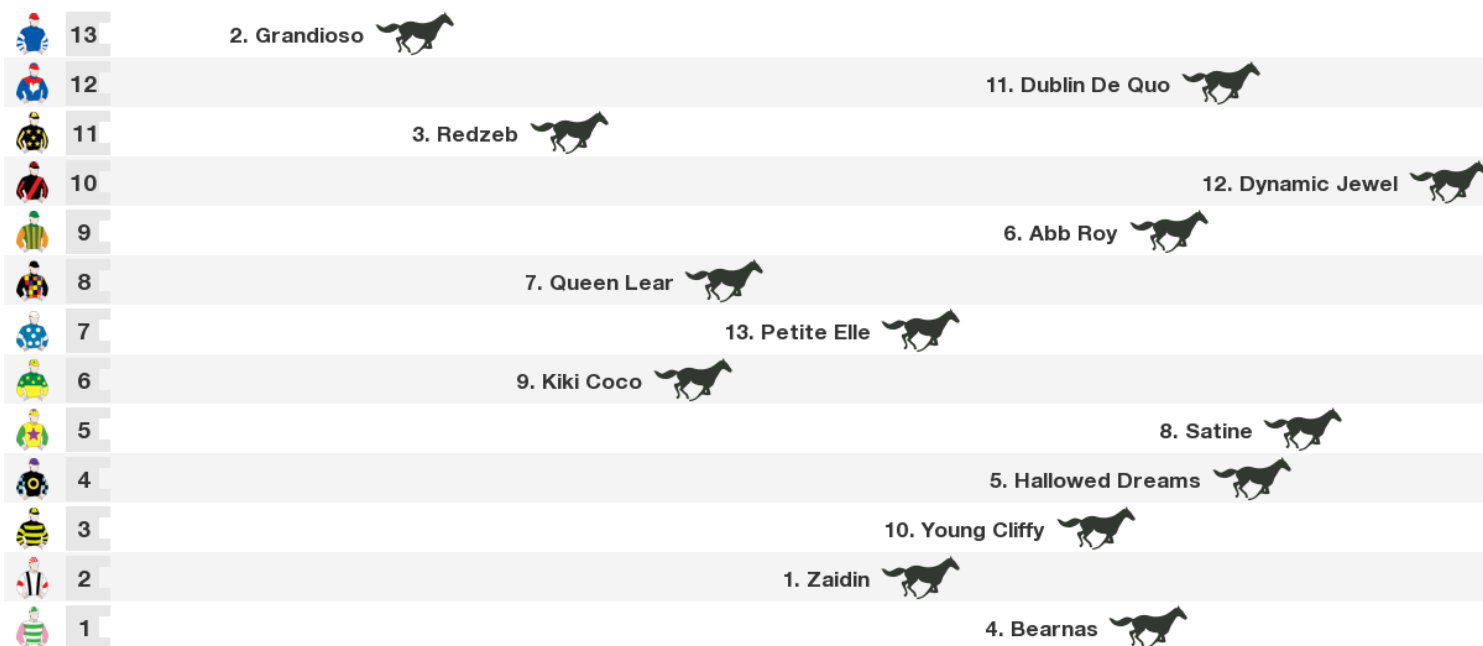 13 2. Grandioso
12 11. Dublin De Quo
11 3. Redzeb
10 12. Dynamic Jewel
9 6. Abb Roy
8 7. Queen Lear
7 13. Petite Elle
6 9. Kiki Coco
5 8. Satine
4 5. Hallowed Dreams
3 10. Young Cliffy
2 1. Zaidin
1 4. Bearnas